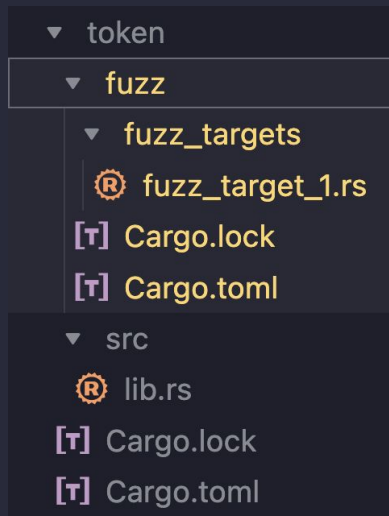 token
fuzz
fuzz_targets
fuzz_target_1.rs
Cargo.lock
Cargo.toml
src
lib.rs
Cargo.lock
Cargo.toml